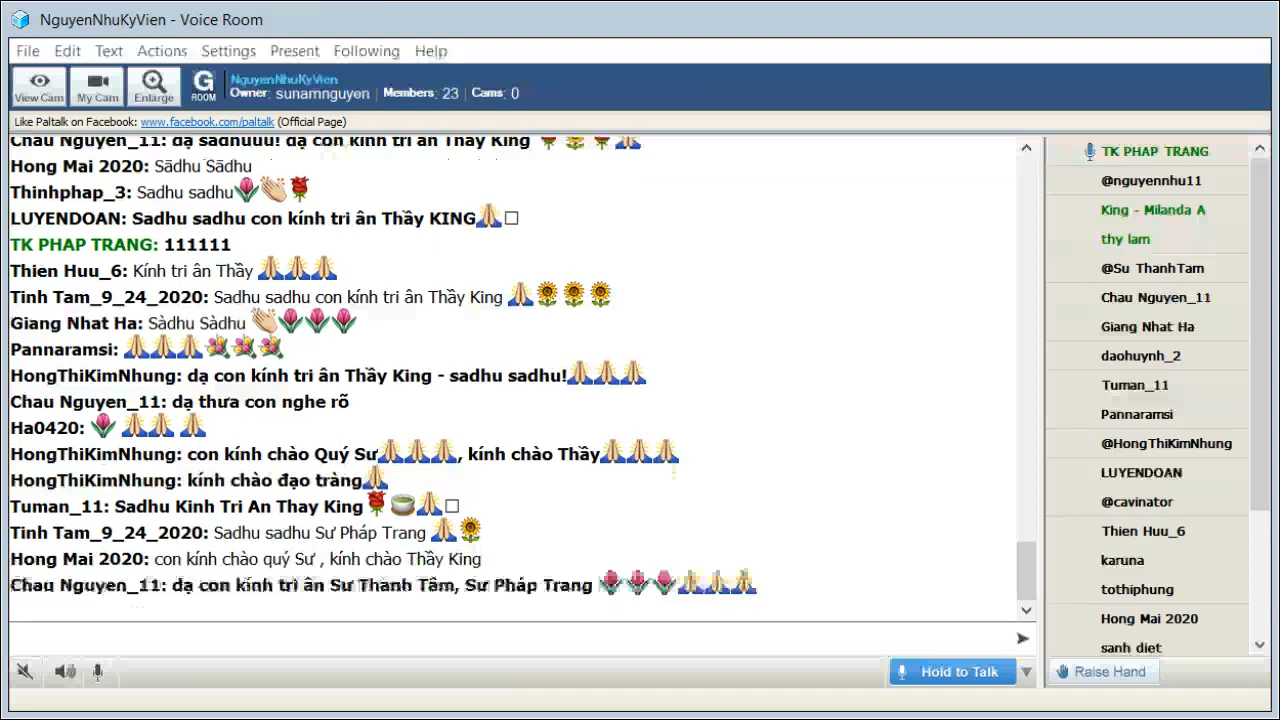 NguyenNhuKyVien - Voice Room
File Edit Text Actions Settings Present Following Help
View Cam My Cam Enlarge G ROOM
NguyenNhuKyVien
Owner: sunamnguyen | Members: 23 | Cams: 0
Like Paltalk on Facebook: www.facebook.com/paltalk (Official Page)
Chau Nguyen_11: dạ sadhuuu! dạ con kính tri ân Thầy King
Hong Mai 2020: Sādhu Sādhu
Thinhphap_3: Sadhu sadhu
LUYENDOAN: Sadhu sadhu con kính tri ân Thầy KING
TK PHAP TRANG: 111111
Thien Huu_6: Kính tri ân Thầy
Tinh Tam_9_24_2020: Sadhu sadhu con kính tri ân Thầy King
Giang Nhat Ha: Sàdhu Sàdhu
Pannaramsi:
HongThiKimNhung: dạ con kính tri ân Thầy King - sadhu sadhu!
Chau Nguyen_11: dạ thưa con nghe rõ
Ha0420:
HongThiKimNhung: con kính chào Quý Sư, kính chào Thầy
HongThiKimNhung: kính chào đạo tràng
Tuman_11: Sadhu Kinh Tri An Thay King
Tinh Tam_9_24_2020: Sadhu sadhu Sư Pháp Trang
Hong Mai 2020: con kính chào quý Sư , kính chào Thầy King
Chau Nguyen_11: dạ con kính tri ân Sư Thanh Tâm, Sư Pháp Trang
Hold to Talk
TK PHAP TRANG
@nguyennhu11
King - Milanda A
thy lam
@Su ThanhTam
Chau Nguyen_11
Giang Nhat Ha
daohuynh_2
Tuman_11
Pannaramsi
@HongThiKimNhung
LUYENDOAN
@cavinator
Thien Huu_6
karuna
tothiphung
Hong Mai 2020
sanh diet
Raise Hand